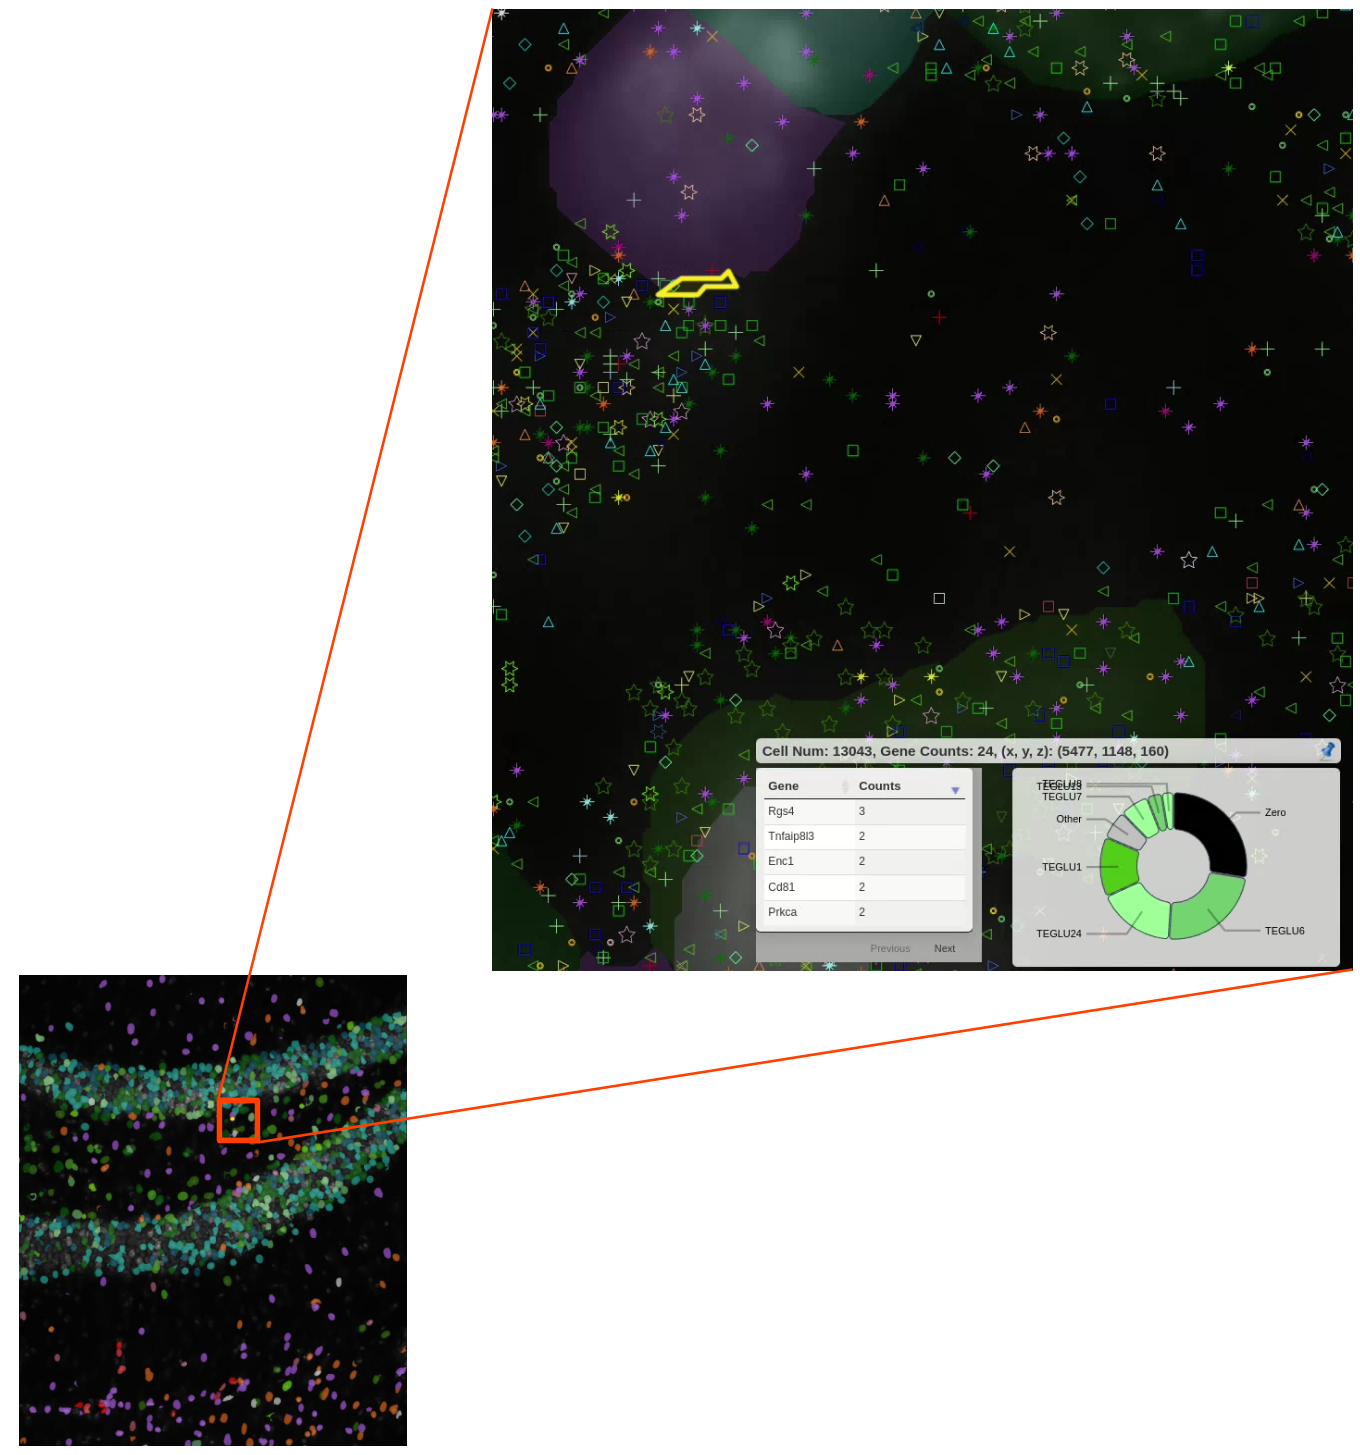 Cell Num: 13043, Gene Counts: 24, (x, y, z): (5477, 1148, 160)
Gene Counts
Rgs4 3
Tnfaip8l3 2
Enc1 2
Cd81 2
Prkca 2
Previous Next
TEGLU8
TEGLU13
TEGLU7
Other
TEGLU1
TEGLU24
Zero
TEGLU6